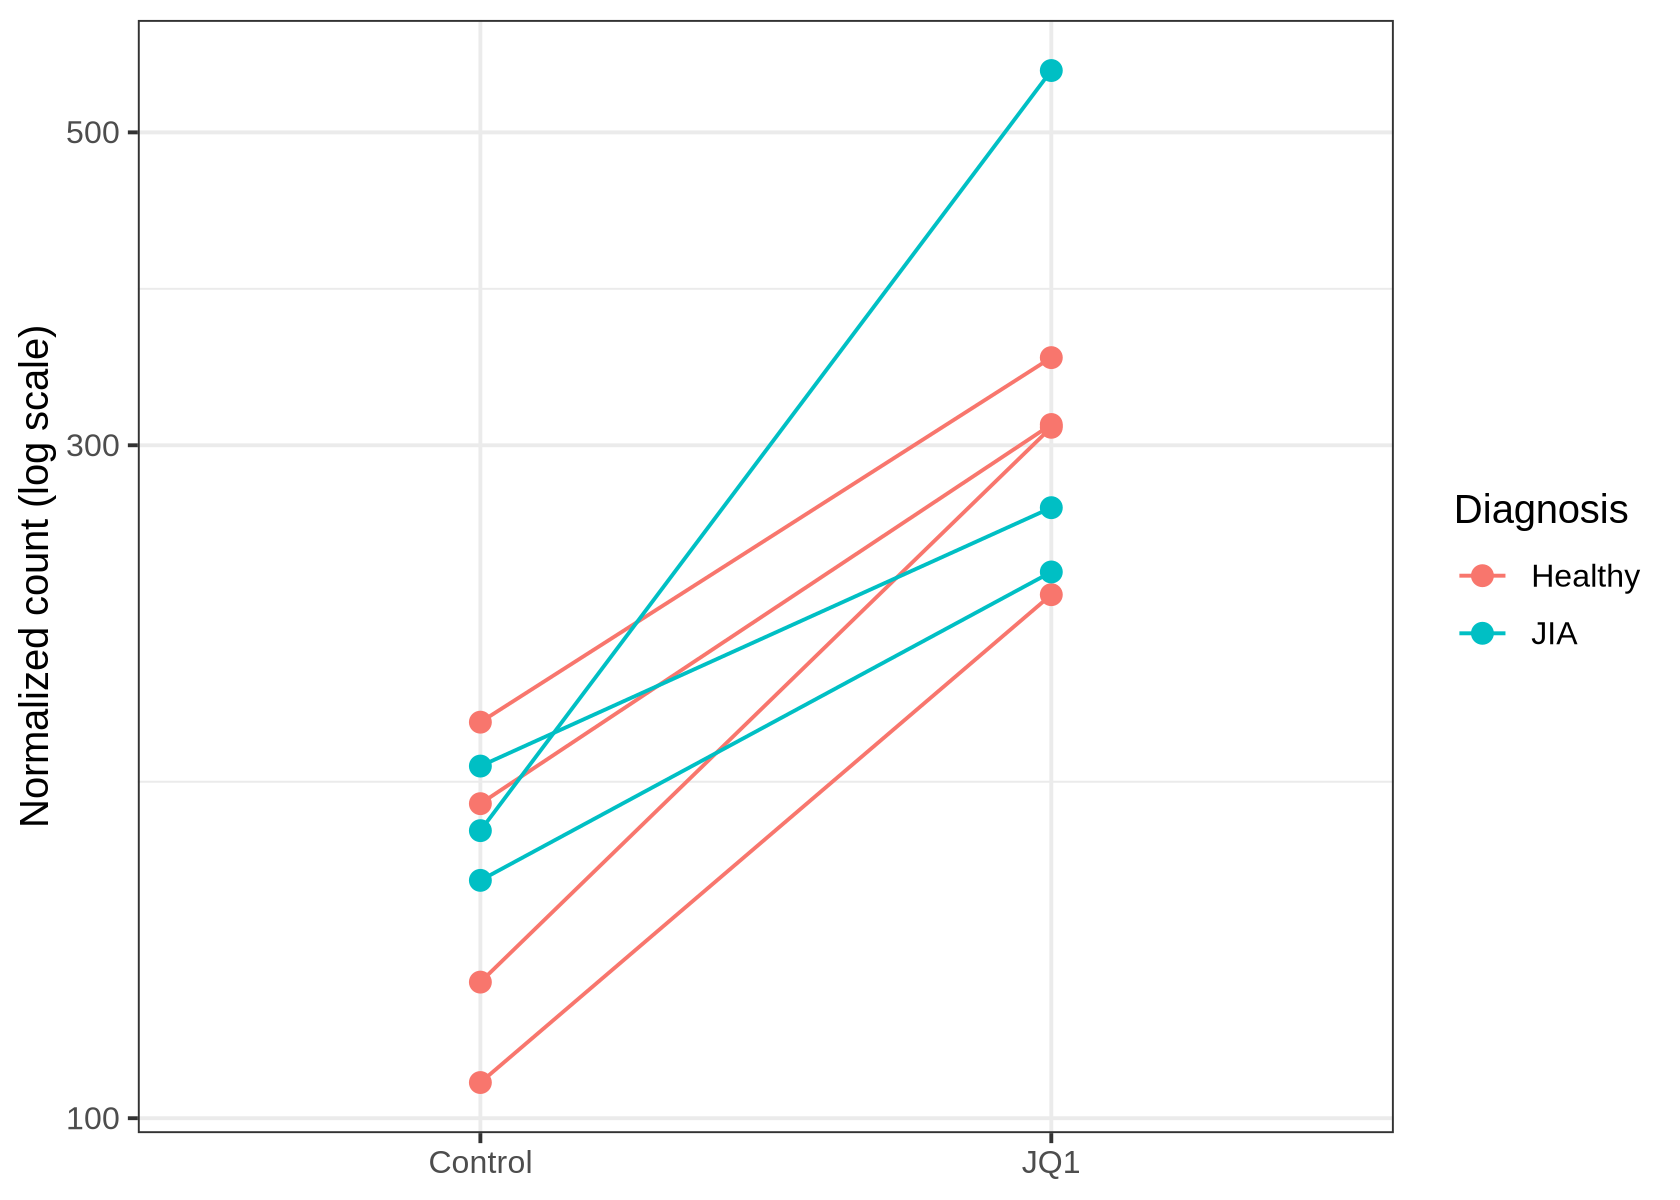 Normalized count (log scale)
500
300
100
Control
JQ1
Diagnosis
Healthy
JIA